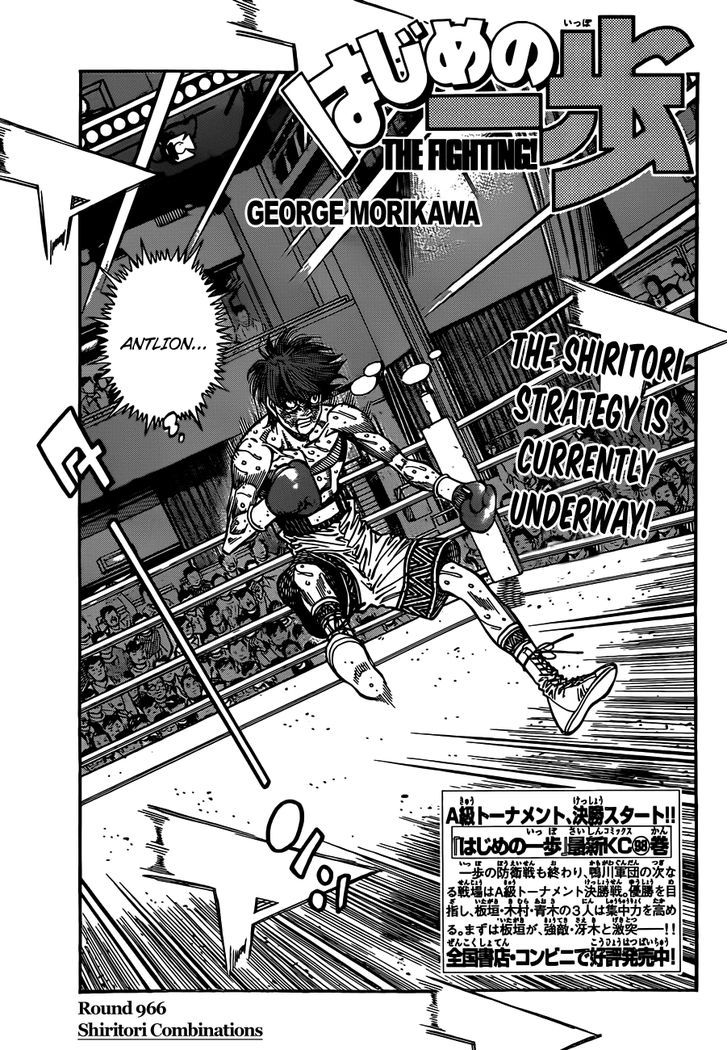 いっぽ
はじめの一歩
THE FIGHTING!
GEORGE MORIKAWA
ANTLION...
THE SHIRITORI
STRATEGY IS
CURRENTLY
UNDERWAY!
A級トーナメント、決勝スタート!!
『はじめの一歩』最新KC98巻
一歩の防衛戦も終わり、鴨川軍団の次な
る戦場はA級トーナメント決勝戦。優勝を目
指し、板垣・木村・青木の3人は集中力を高め
る。まずは板垣が、強敵・冴木と激突──!!
全国書店・コンビニで好評発売中!
Round 966
Shiritori Combinations